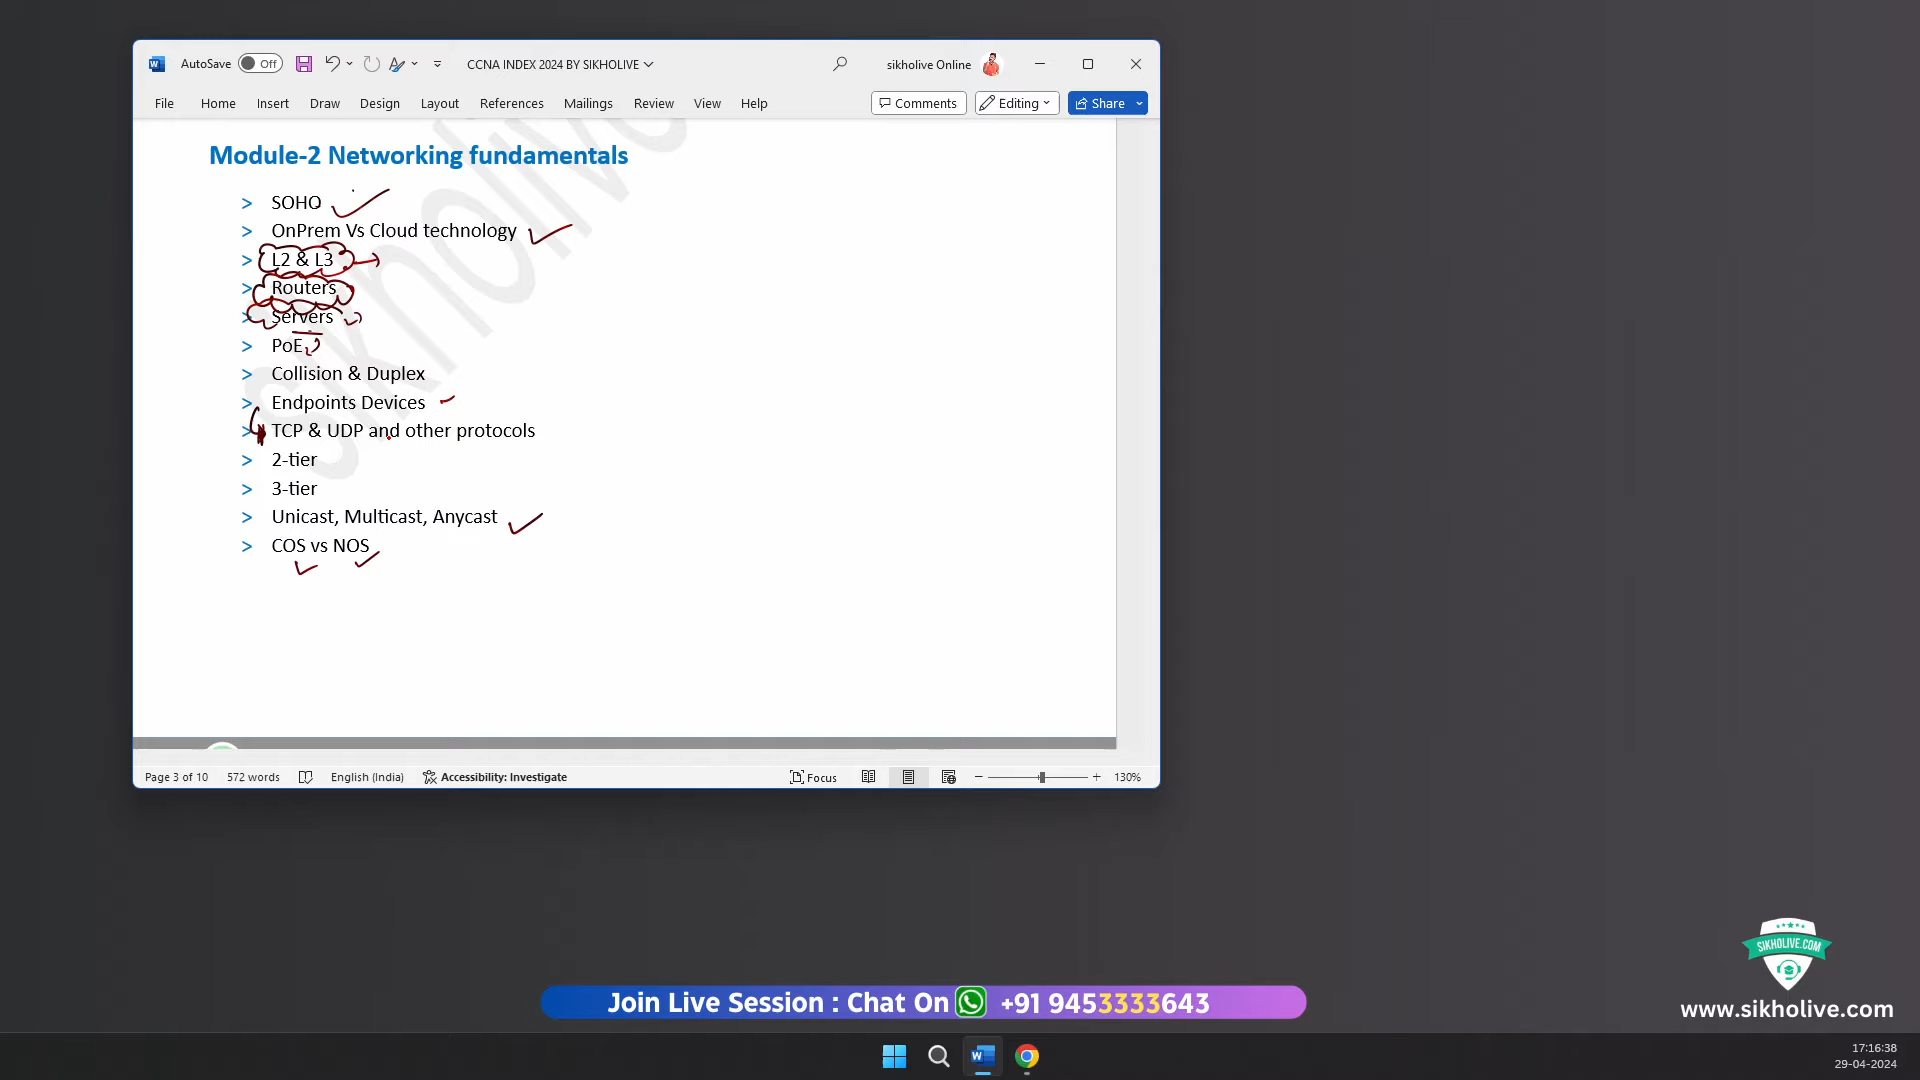 AutoSave Off CCNA INDEX 2024 BY SIKHOLIVE sikholive Online
File Home Insert Draw Design Layout References Mailings Review View Help Comments Editing Share
Module-2 Networking fundamentals
> SOHO
> OnPrem Vs Cloud technology
> L2 & L3
> Routers
> Servers
> PoE
> Collision & Duplex
> Endpoints Devices
> TCP & UDP and other protocols
> 2-tier
> 3-tier
> Unicast, Multicast, Anycast
> COS vs NOS
sikholive
Page 3 of 10 572 words English (India) Accessibility: Investigate Focus 130%
SIKHOLIVE.COM
Join Live Session : Chat On +91 9453333643
www.sikholive.com
17:16:38
29-04-2024